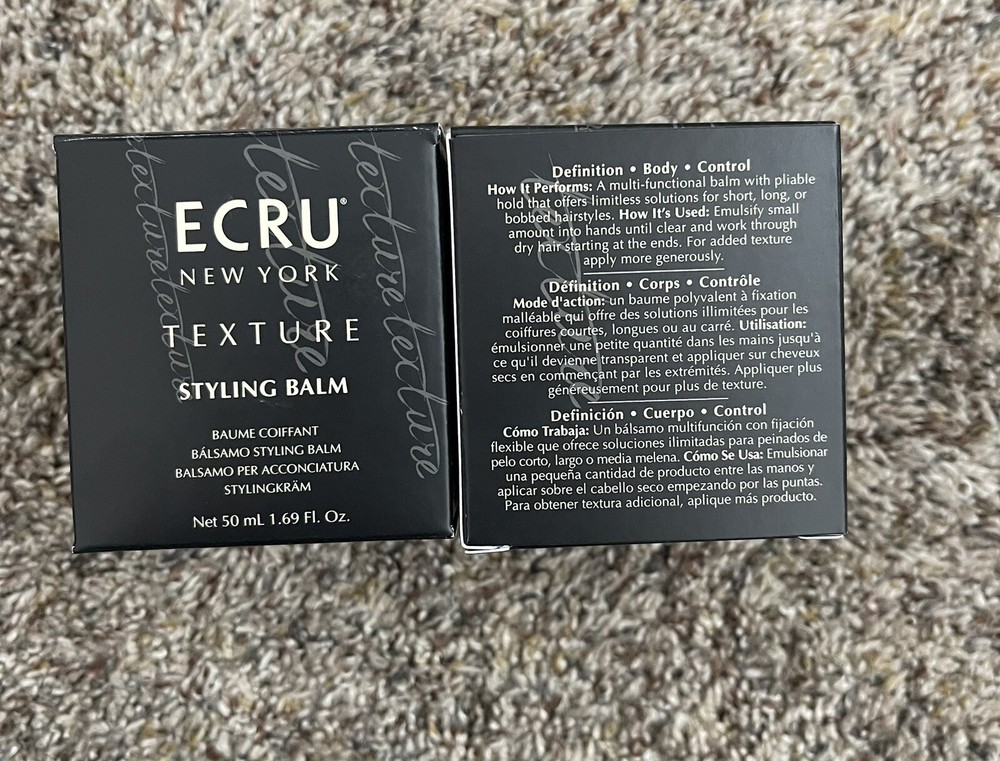 ECRU®
NEW YORK
TEXTURE
STYLING BALM
BAUME COIFFANT
BÁLSAMO STYLING BALM
BALSAMO PER ACCONCIATURA
STYLINGKRÄM
Net 50 mL 1.69 Fl. Oz.
texture texture
texture
texture texture
Definition • Body • Control
How It Performs: A multi-functional balm with pliable
hold that offers limitless solutions for short, long, or
bobbed hairstyles. How It's Used: Emulsify small
amount into hands until clear and work through
dry hair starting at the ends. For added texture
apply more generously.
Définition • Corps • Contrôle
Mode d'action: un baume polyvalent à fixation
malléable qui offre des solutions illimitées pour les
coiffures courtes, longues ou au carré. Utilisation:
émulsionner une petite quantité dans les mains jusqu'à
ce qu'il devienne transparent et appliquer sur cheveux
secs en commençant par les extrémités. Appliquer plus
généreusement pour plus de texture.
Definición • Cuerpo • Control
Cómo Trabaja: Un bálsamo multifunción con fijación
flexible que ofrece soluciones ilimitadas para peinados de
pelo corto, largo o media melena. Cómo Se Usa: Emulsionar
una pequeña cantidad de producto entre las manos y
aplicar sobre el cabello seco empezando por las puntas.
Para obtener textura adicional, aplique más producto.
texture